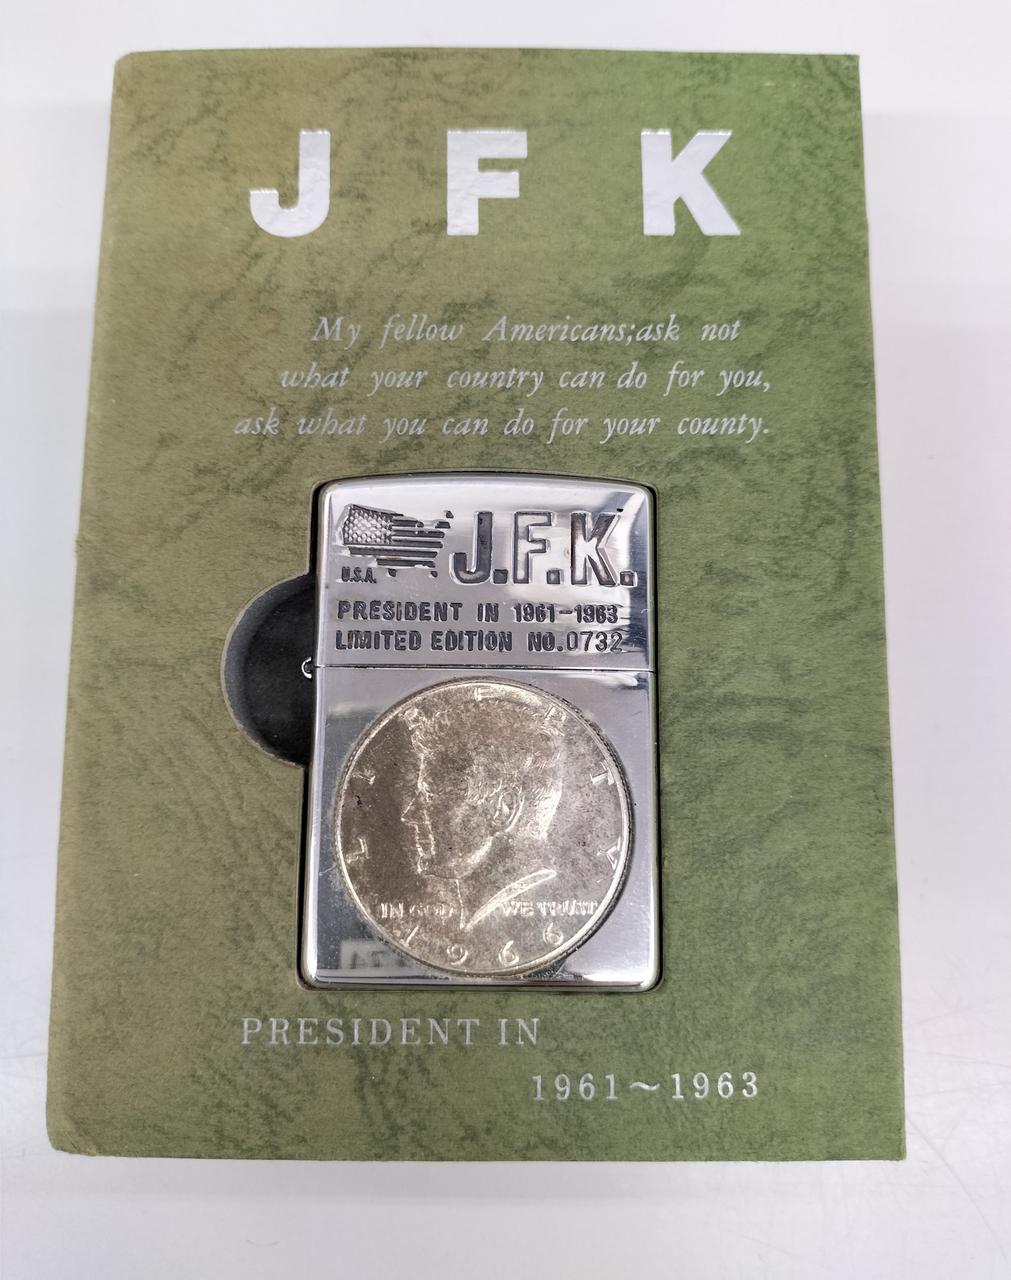 J F K
My fellow Americans;ask not
what your country can do for you,
ask what you can do for your county.
U.S.A.
J.F.K.
PRESIDENT IN 1961-1963
LIMITED EDITION NO.0732
LIBERTY
IN GOD WE TRUST
1966
PRESIDENT IN
1961~1963